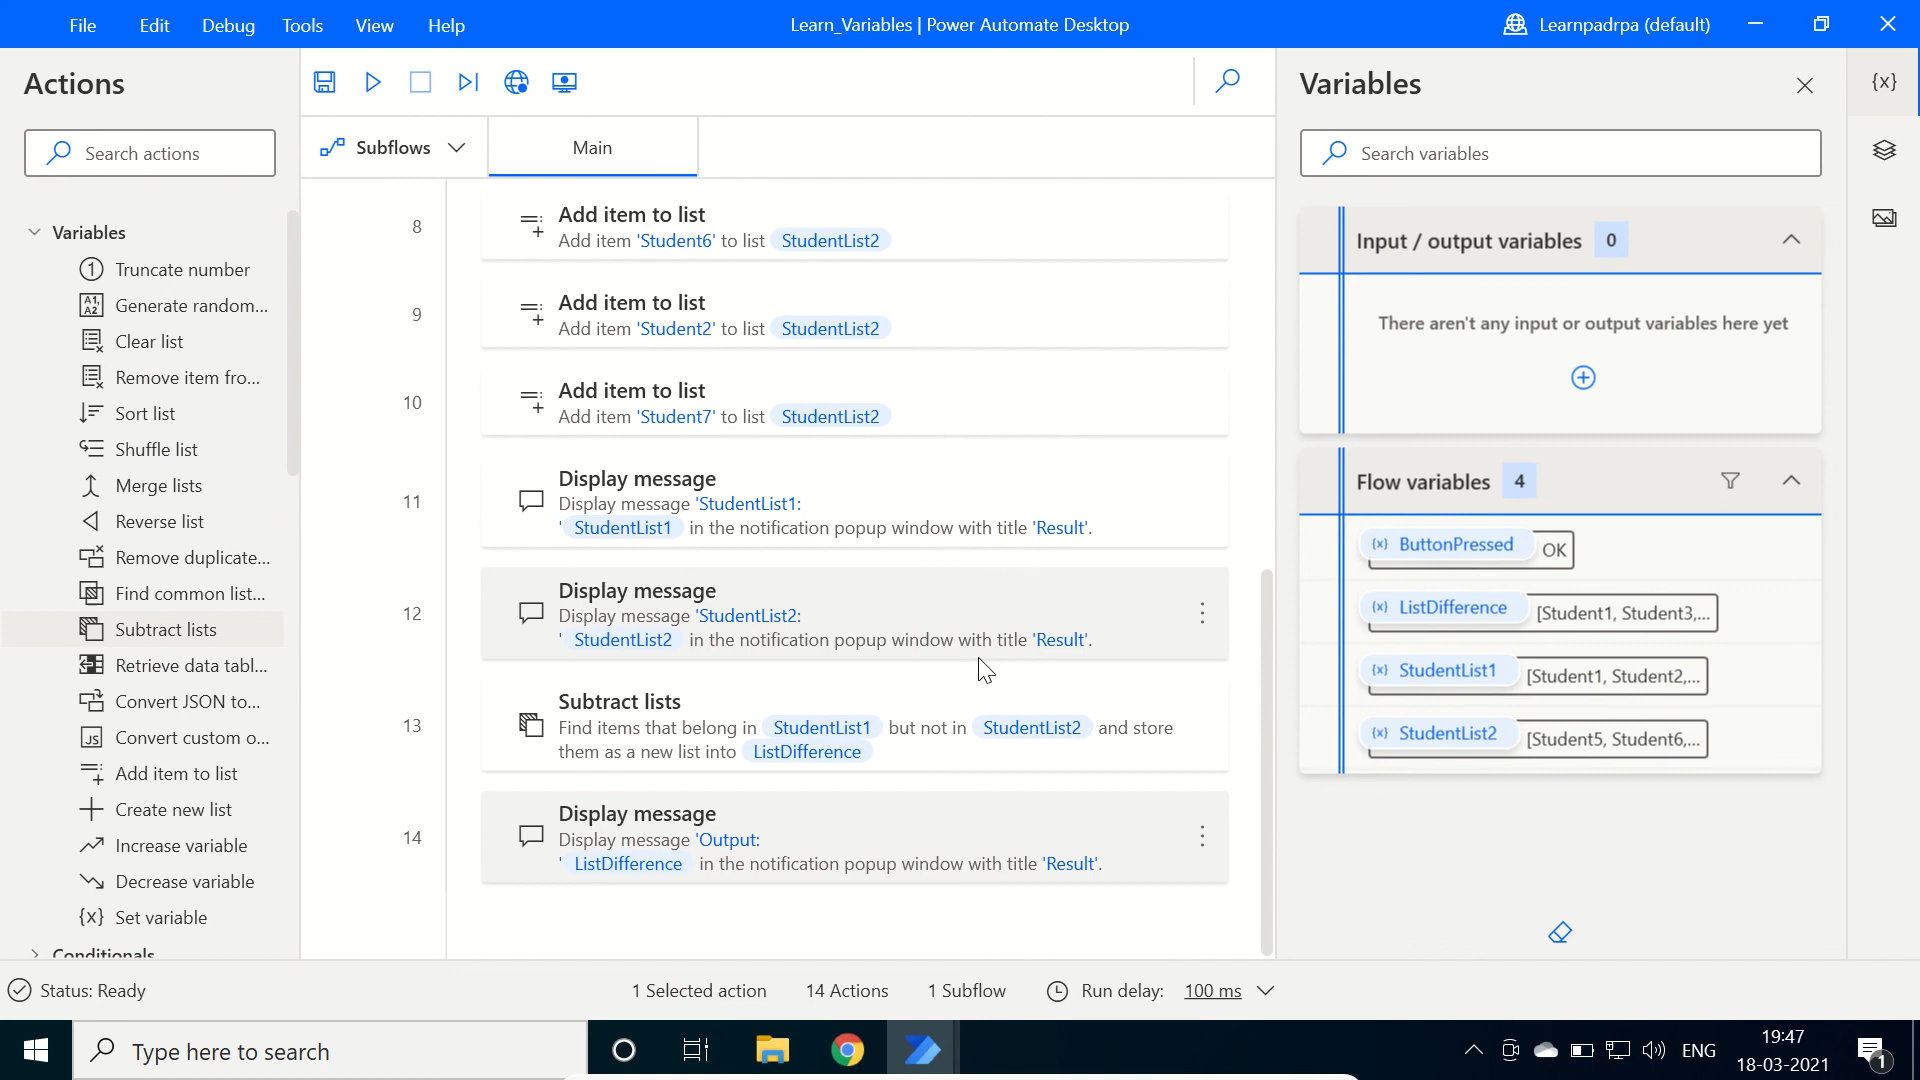 File Edit Debug Tools View Help
Learn_Variables | Power Automate Desktop
Learnpadrpa (default)
Actions
Search actions
Variables
Truncate number
Generate random...
Clear list
Remove item fro...
Sort list
Shuffle list
Merge lists
Reverse list
Remove duplicate...
Find common list...
Subtract lists
Retrieve data tabl...
Convert JSON to...
Convert custom o...
Add item to list
Create new list
Increase variable
Decrease variable
{x} Set variable
Conditionals
Subflows
Main
8
Add item to list
Add item 'Student6' to list StudentList2
9
Add item to list
Add item 'Student2' to list StudentList2
10
Add item to list
Add item 'Student7' to list StudentList2
11
Display message
Display message 'StudentList1:
' StudentList1 in the notification popup window with title 'Result'.
12
Display message
Display message 'StudentList2:
' StudentList2 in the notification popup window with title 'Result'.
13
Subtract lists
Find items that belong in StudentList1 but not in StudentList2 and store
them as a new list into ListDifference
14
Display message
Display message 'Output:
' ListDifference in the notification popup window with title 'Result'.
Variables
{x}
Search variables
Input / output variables 0
There aren't any input or output variables here yet
Flow variables 4
{x} ButtonPressed OK
{x} ListDifference [Student1, Student3,...
{x} StudentList1 [Student1, Student2,...
{x} StudentList2 [Student5, Student6,...
Status: Ready
1 Selected action 14 Actions 1 Subflow Run delay: 100 ms
Type here to search
ENG
19:47
18-03-2021
1